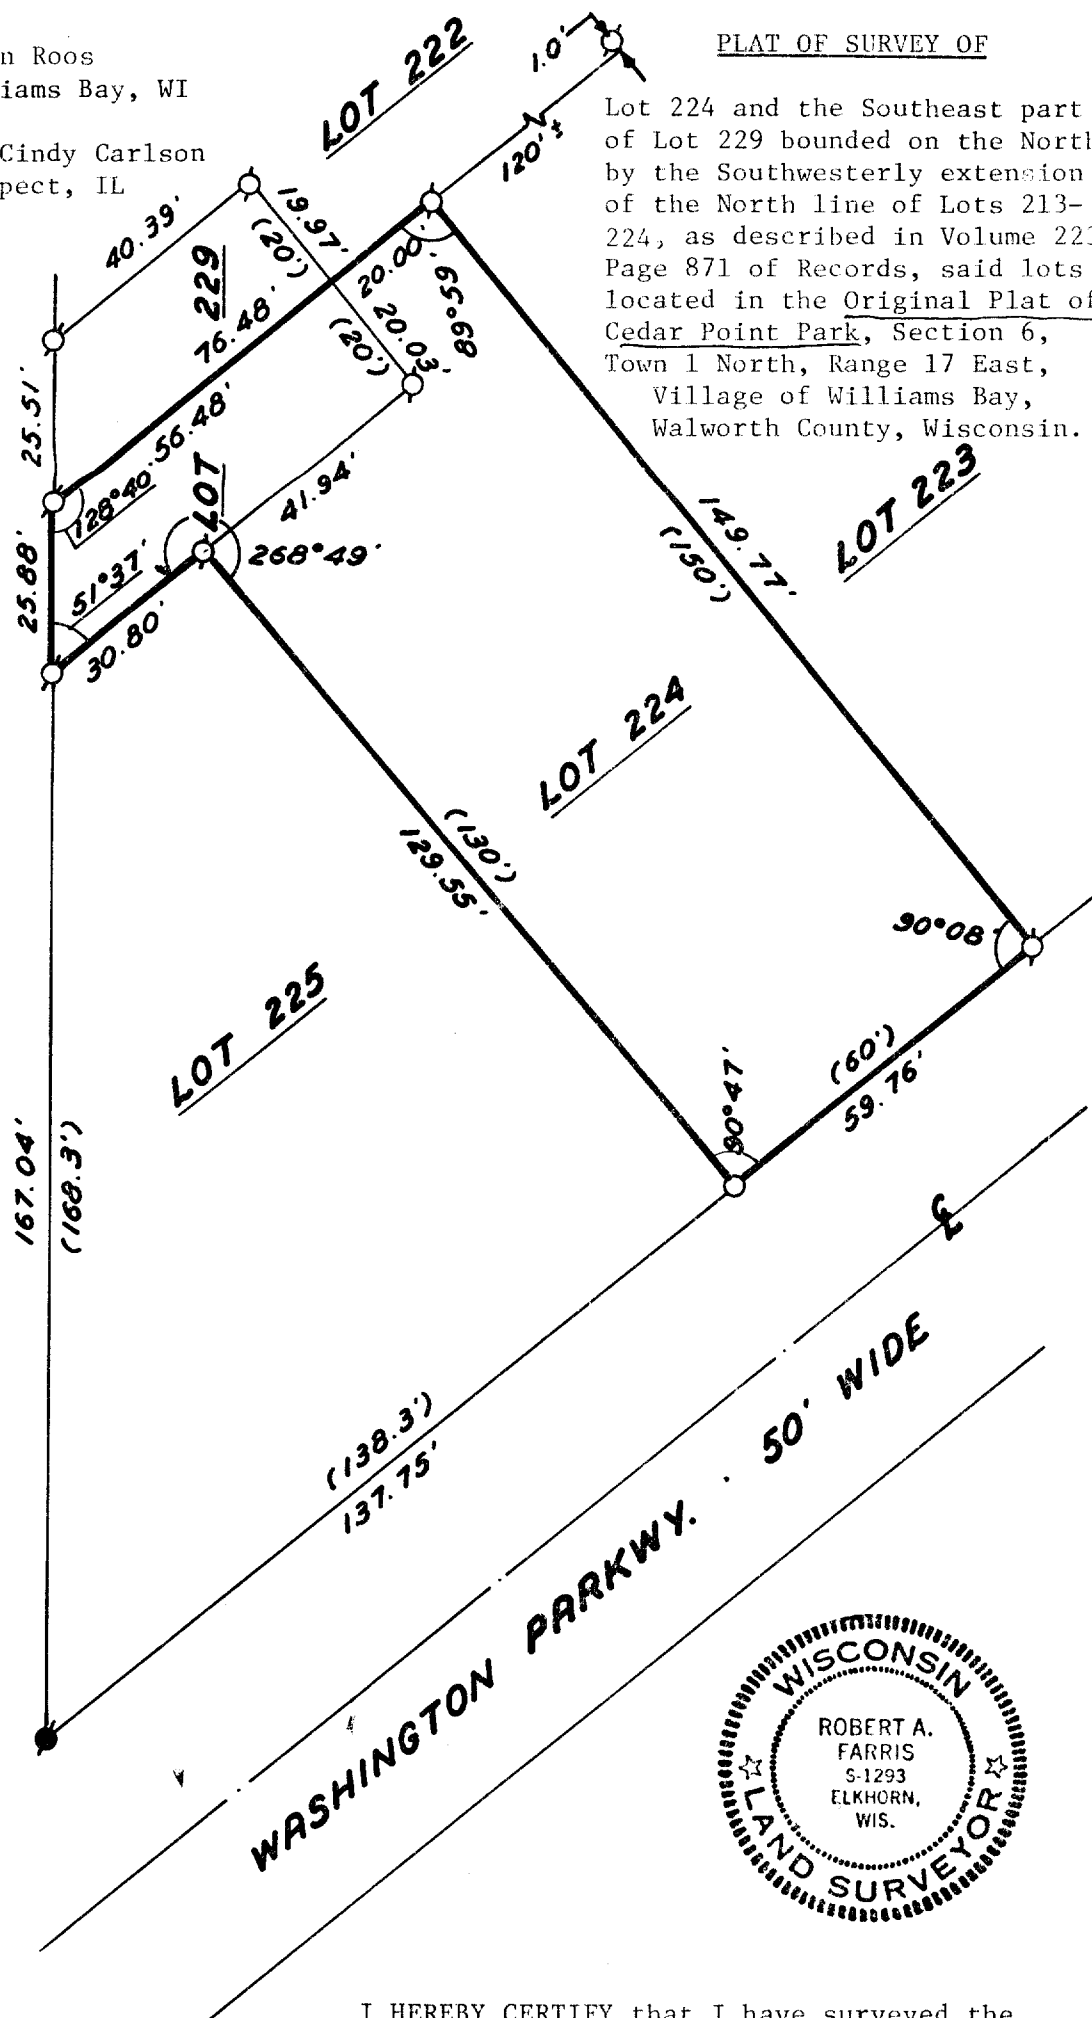 n Roos
iams Bay, WI
Cindy Carlson
pect, IL
PLAT OF SURVEY OF
Lot 224 and the Southeast part
of Lot 229 bounded on the North
by the Southwesterly extension
of the North line of Lots 213-
224, as described in Volume 221
Page 871 of Records, said lots
located in the Original Plat of
Cedar Point Park, Section 6,
Town 1 North, Range 17 East,
Village of Williams Bay,
Walworth County, Wisconsin.
LOT 222
1.0'
120'±
40.39'
19.97'
(20')
229
76.48'
20.00'
20.03'
(20')
89°59'
25.51'
56.48'
128°40'
LOT
41.94'
25.88'
51°37'
268°49'
30.80'
149.77'
(150')
LOT 223
LOT 224
(130')
129.55'
90°08'
LOT 225
(60')
59.76'
90°47'
167.04'
(168.3')
(138.3')
137.75'
℄
WASHINGTON PARKWY. 50' WIDE
WISCONSIN
ROBERT A.
FARRIS
S-1293
ELKHORN,
WIS.
LAND SURVEYOR
I HEREBY CERTIFY that I have surveyed the